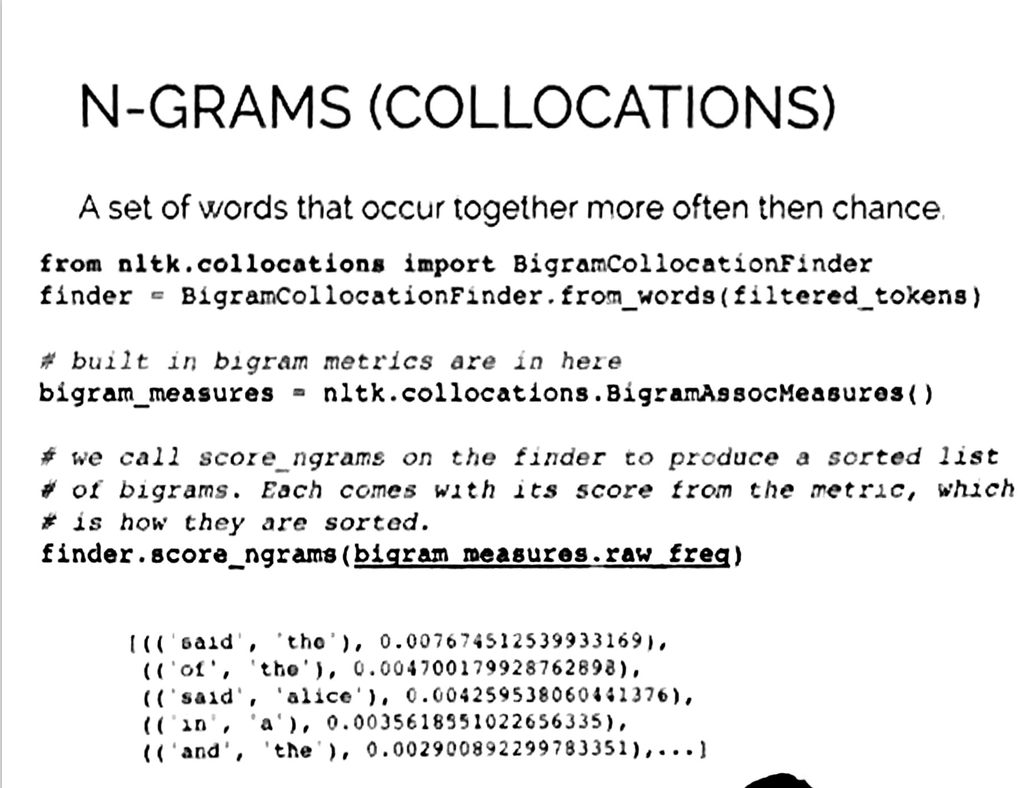 N-GRAMS (COLLOCATIONS)
A set of words that occur together more often then chance.
from nltk.collocations import BigramCollocationFinder
finder = BigramCollocationFinder.from_words(filtered_tokens)
# built in bigram metrics are in here
bigram_measures = nltk.collocations.BigramAssocMeasures()
# we call score_ngrams on the finder to produce a sorted list
# of bigrams. Each comes with its score from the metric, which
# is how they are sorted.
finder.score_ngrams(bigram_measures.raw_freq)
[(('said', 'the'), 0.007674512539933169),
(('of', 'the'), 0.004700179928762898),
(('said', 'alice'), 0.004259538060441376),
(('in', 'a'), 0.0035618551022656335),
(('and', 'the'), 0.002900892299783351),...]